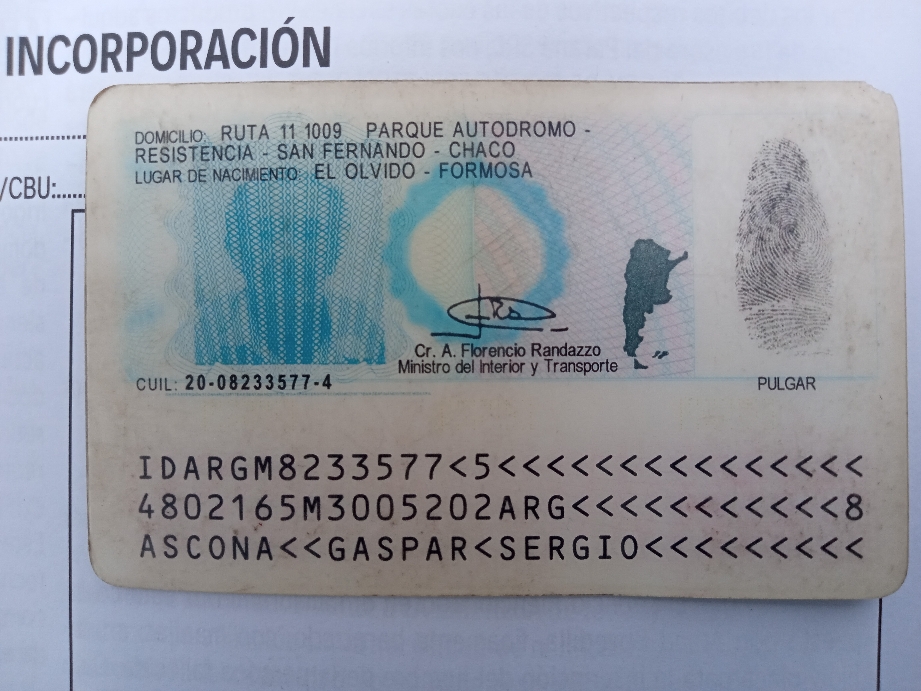 INCORPORACIÓN
/CBU:......
DOMICILIO: RUTA 11 1009 PARQUE AUTODROMO -
RESISTENCIA - SAN FERNANDO - CHACO
LUGAR DE NACIMIENTO: EL OLVIDO - FORMOSA
Cr. A. Florencio Randazzo
Ministro del Interior y Transporte
CUIL: 20-08233577-4
PULGAR
IDARGM8233577<5<<<<<<<<<<<<<<<
4802165M3005202ARG<<<<<<<<<<<8
ASCONA<<GASPAR<SERGIO<<<<<<<<<